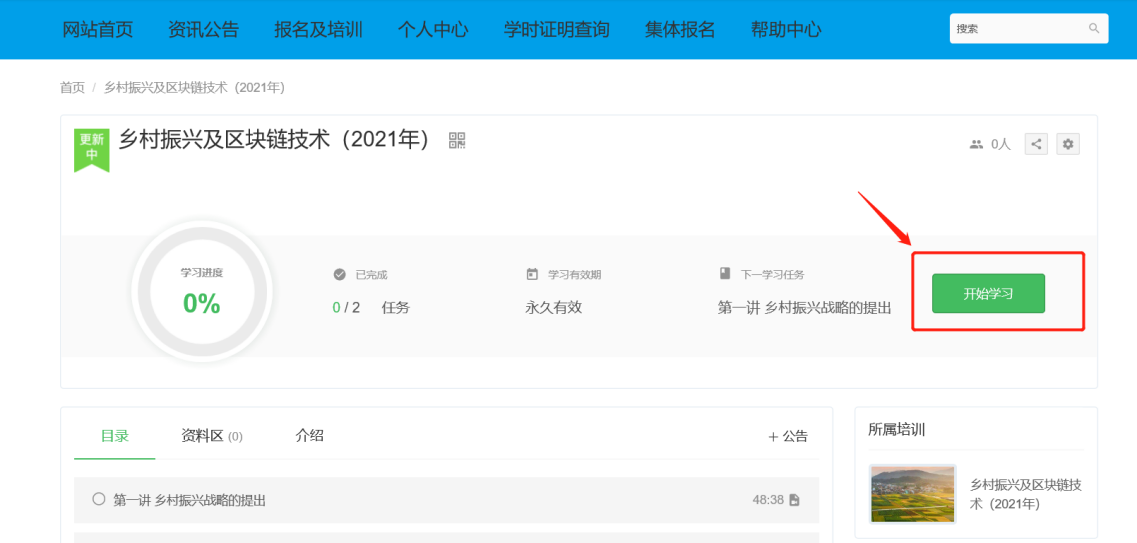 网站首页 资讯公告 报名及培训 个人中心 学时证明查询 集体报名 帮助中心 搜索
首页 / 乡村振兴及区块链技术（2021年）
更新中 乡村振兴及区块链技术（2021年） 0人
学习进度
0%
已完成
0 / 2 任务
学习有效期
永久有效
下一学习任务
第一讲 乡村振兴战略的提出
开始学习
目录 资料区 (0) 介绍 + 公告
第一讲 乡村振兴战略的提出 48:38
所属培训
乡村振兴及区块链技
术（2021年）